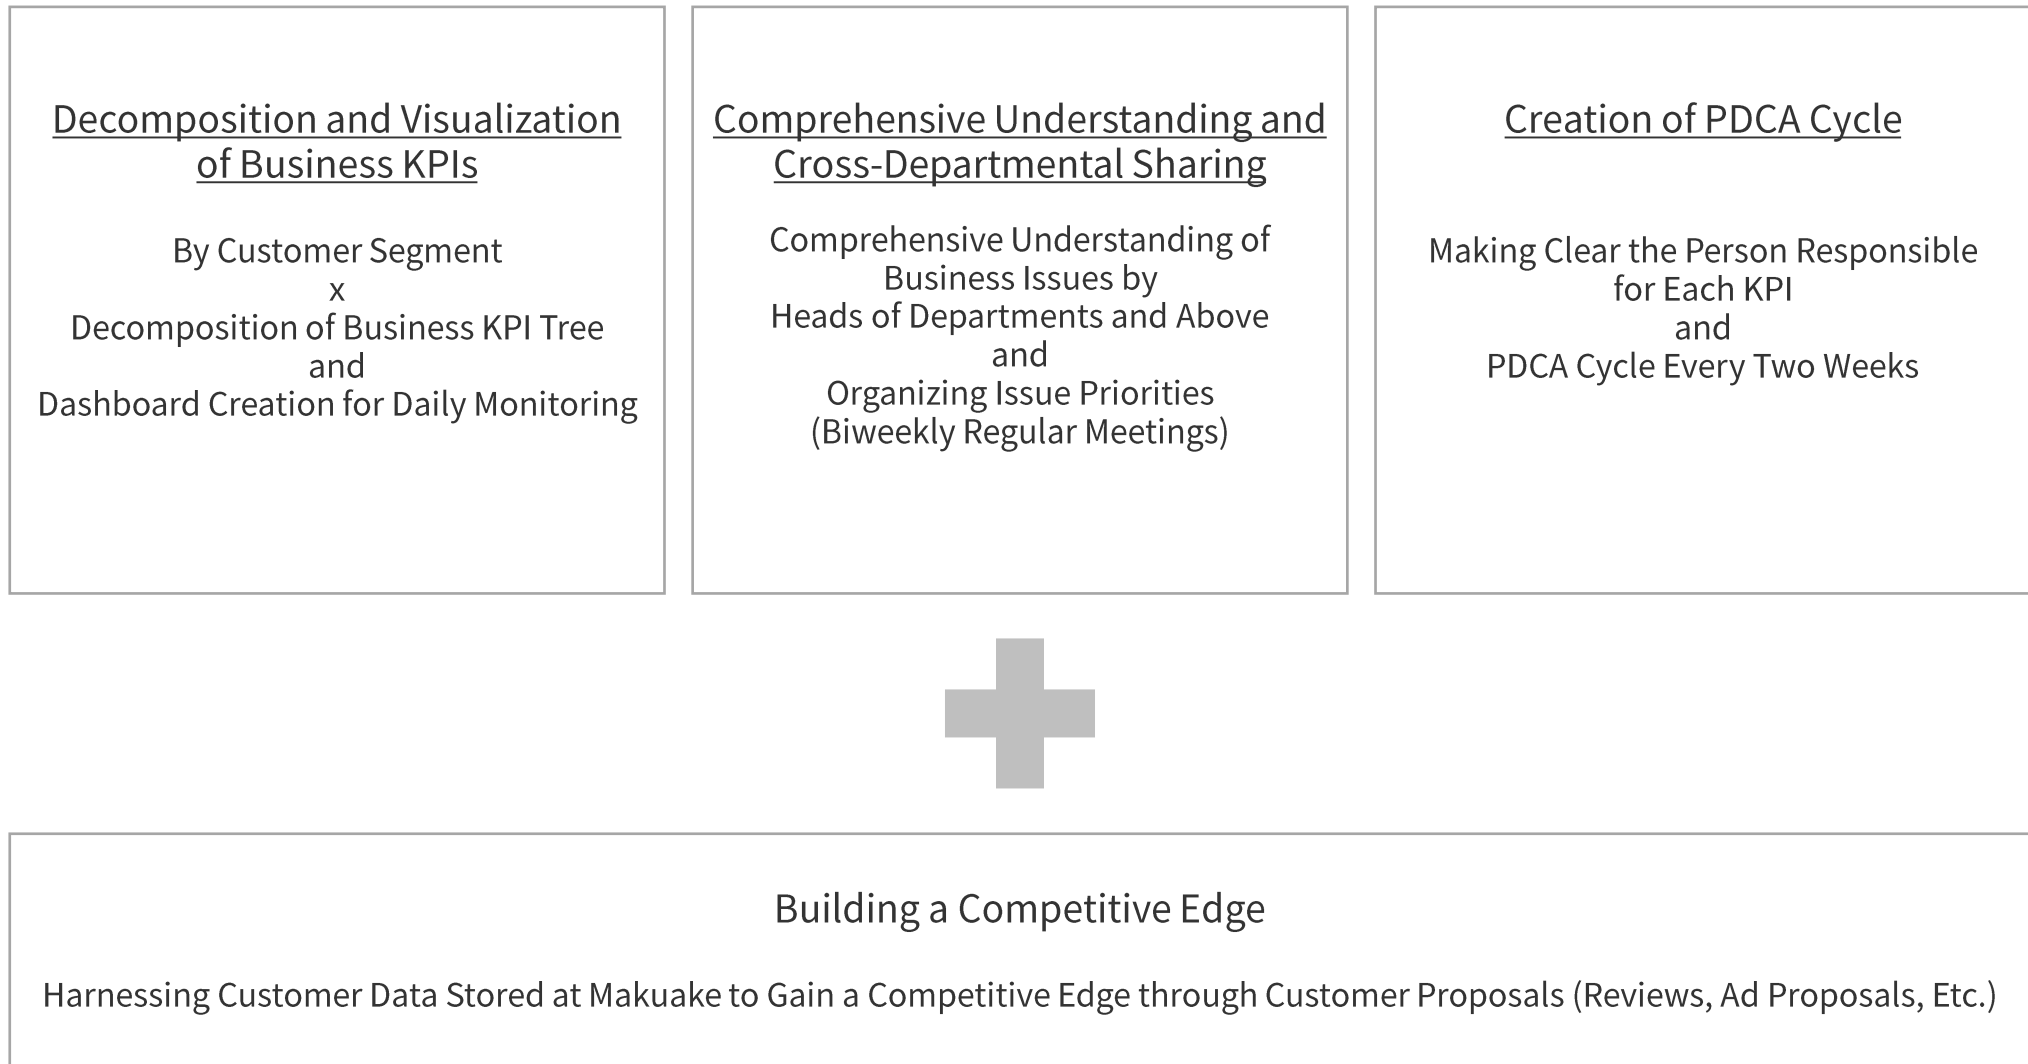 Decomposition and Visualization
of Business KPIs
By Customer Segment
x
Decomposition of Business KPI Tree
and
Dashboard Creation for Daily Monitoring
Comprehensive Understanding and
Cross-Departmental Sharing
Comprehensive Understanding of
Business Issues by
Heads of Departments and Above
and
Organizing Issue Priorities
(Biweekly Regular Meetings)
Creation of PDCA Cycle
Making Clear the Person Responsible
for Each KPI
and
PDCA Cycle Every Two Weeks
Building a Competitive Edge
Harnessing Customer Data Stored at Makuake to Gain a Competitive Edge through Customer Proposals (Reviews, Ad Proposals, Etc.)